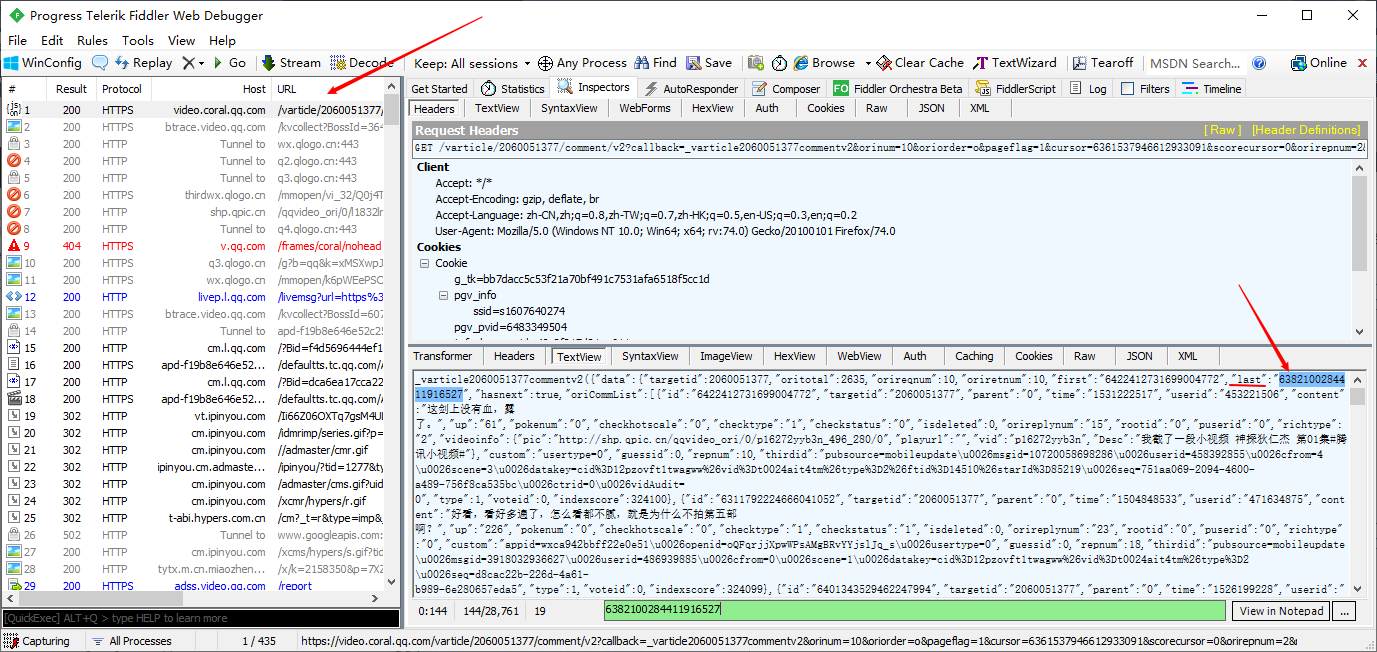 Progress Telerik Fiddler Web Debugger
File Edit Rules Tools View Help
WinConfig Replay Go Stream Decode Keep: All sessions Any Process Find Save Browse Clear Cache TextWizard Tearoff MSDN Search... Online
# Result Protocol Host URL
1 200 HTTPS video.coral.qq.com /varticle/2060051377/
2 200 HTTPS btrace.video.qq.com /kvcollect?BossId=364
3 200 HTTP Tunnel to wx.qlogo.cn:443
4 200 HTTP Tunnel to q2.qlogo.cn:443
5 200 HTTP Tunnel to q3.qlogo.cn:443
6 200 HTTPS thirdwx.qlogo.cn /mmopen/vi_32/Q0j4T
7 200 HTTP shp.qpic.cn /qqvideo_ori/0/l1832lr
8 200 HTTP Tunnel to q4.qlogo.cn:443
9 404 HTTPS v.qq.com /frames/coral/nohead
10 200 HTTPS q3.qlogo.cn /g?b=qq&k=xMSXwpJ
11 200 HTTPS wx.qlogo.cn /mmopen/k6pWEePSC
12 200 HTTP livep.l.qq.com /livemsg?url=https%3
13 200 HTTPS btrace.video.qq.com /kvcollect?BossId=607
14 200 HTTP Tunnel to apd-f19b8e646e52c25
15 200 HTTP cm.l.qq.com /?Bid=f4d5696444ef1
16 200 HTTPS apd-f19b8e646e52... /defaultts.tc.qq.com/
17 200 HTTP cm.l.qq.com /?Bid=dca6ea17cca22
18 200 HTTPS apd-f19b8e646e52... /defaultts.tc.qq.com/
19 302 HTTP vt.ipinyou.com /Ii66Z06OXTq7gsM4UI
20 302 HTTP cm.ipinyou.com /idmrimp/series.gif?p=
21 302 HTTP cm.ipinyou.com //admaster/cmr.gif
22 302 HTTP ipinyou.cm.admaste... /ipinyou/?tid=1277&ty
23 302 HTTP cm.ipinyou.com /admaster/cms.gif?uid
24 302 HTTP cm.ipinyou.com /xcmr/hypers/r.gif
25 302 HTTP t-abi.hypers.com.cn /cm?_t=r&type=imp&_
26 502 HTTP Tunnel to www.googleapis.com:
27 200 HTTP cm.ipinyou.com /xcms/hypers/s.gif?tid
28 200 HTTP tytx.m.cn.miaozhen... /x/k=2158350&p=7XZ
29 200 HTTPS adss.video.qq.com /report
[QuickExec] ALT+Q > type HELP to learn more
Get Started Statistics Inspectors AutoResponder Composer FO Fiddler Orchestra Beta FiddlerScript Log Filters Timeline
Headers TextView SyntaxView WebForms HexView Auth Cookies Raw JSON XML
Request Headers [ Raw ] [Header Definitions]
GET /varticle/2060051377/comment/v2?callback=_varticle2060051377commentv2&orinum=10&oriorder=o&pageflag=1&cursor=6361537946612933091&scorecursor=0&orirepnum=2&
Client
Accept: */*
Accept-Encoding: gzip, deflate, br
Accept-Language: zh-CN,zh;q=0.8,zh-TW;q=0.7,zh-HK;q=0.5,en-US;q=0.3,en;q=0.2
User-Agent: Mozilla/5.0 (Windows NT 10.0; Win64; x64; rv:74.0) Gecko/20100101 Firefox/74.0
Cookies
Cookie
g_tk=bb7dacc5c53f21a70bf491c7531afa6518f5cc1d
pgv_info
ssid=s1607640274
pgv_pvid=6483349504
Transformer Headers TextView SyntaxView ImageView HexView WebView Auth Caching Cookies Raw JSON XML
_varticle2060051377commentv2({"data":{"targetid":2060051377,"oritotal":2635,"orireqnum":10,"oriretnum":10,"first":"6422412731699004772","last":"63821002844
11916527","hasnext":true,"oriCommList":[{"id":"6422412731699004772","targetid":"2060051377","parent":"0","time":"1531222517","userid":"453221506","content"
:"这剑上没有血，露
了。","up":"61","pokenum":"0","checkhotscale":"0","checktype":"1","checkstatus":"0","isdeleted":0,"orireplynum":"15","rootid":"0","puserid":"0","richtype":
"2","videoinfo":{"pic":"http://shp.qpic.cn/qqvideo_ori/0/p16272yyb3n_496_280/0","playurl":"","vid":"p16272yyb3n","Desc":"我截了一段小视频 神探狄仁杰 第01集#腾
讯小视频#"},"custom":"usertype=0","guessid":0,"repnum":10,"thirdid":"pubsource=mobileupdate\u0026msgid=10720058698286\u0026userid=458392855\u0026cfrom=4
\u0026scene=3\u0026datakey=cid%3D12pzovft1twagww%26vid%3Dt0024ait4tm%26type%3D2%26ftid%3D14510%26starId%3D85219\u0026seq=751aa069-2094-4600-
a489-756f8ca535bc\u0026ctrid=0\u0026vidAudit-
0","type":1,"voteid":0,"indexscore":324100},{"id":"6311792224666041052","targetid":"2060051377","parent":"0","time":"1504848533","userid":"471634875","cont
ent":"好看，看好多遍了，怎么看都不腻，就是为什么不拍第五部
啊？","up":"226","pokenum":"0","checkhotscale":"0","checktype":"1","checkstatus":"1","isdeleted":0,"orireplynum":"23","rootid":"0","puserid":"0","richtype"
:"0","custom":"appid=wxca942bbff22e0e51\u0026openid=oQFqrjjXpwWPsAMgBRvYYjslJq_s\u0026usertype=0","guessid":0,"repnum":18,"thirdid":"pubsource=mobileupdate
\u0026msgid=3918032936627\u0026userid=486939885\u0026cfrom=0\u0026scene=1\u0026datakey=cid%3D12pzovft1twagww%26vid%3Dt0024ait4tm%26type%3D2
\u0026seq=d8cac22b-226d-4a61-
b989-6e280657eda5","type":1,"voteid":0,"indexscore":324099},{"id":"6401343529462247994","targetid":"2060051377","parent":"0","time":"1526199228","userid":"
0:144 144/28,761 19 6382100284411916527 View in Notepad ...
Capturing All Processes 1 / 435 https://video.coral.qq.com/varticle/2060051377/comment/v2?callback=_varticle2060051377commentv2&orinum=10&oriorder=o&pageflag=1&cursor=6361537946612933091&scorecursor=0&orirepnum=2&